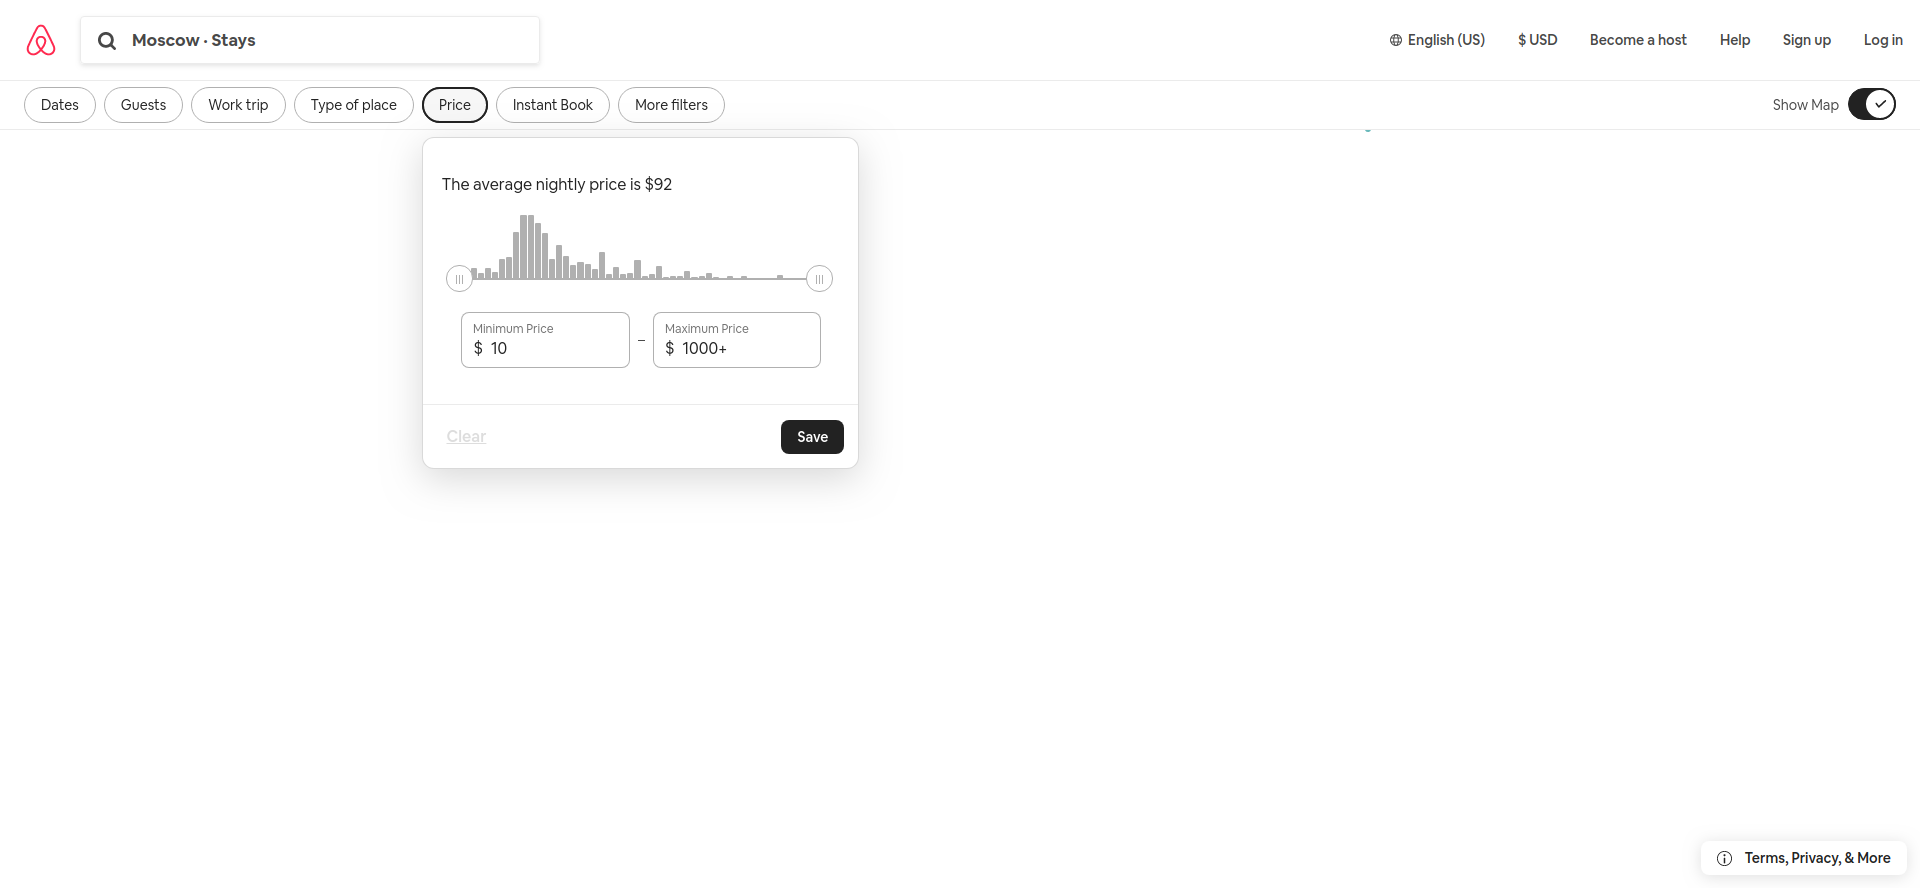 Moscow · Stays
English (US)
$ USD
Become a host
Help
Sign up
Log in
Dates
Guests
Work trip
Type of place
Price
Instant Book
More filters
Show Map
The average nightly price is $92
Minimum Price
$ 10
–
Maximum Price
$ 1000+
Clear
Save
Terms, Privacy, & More